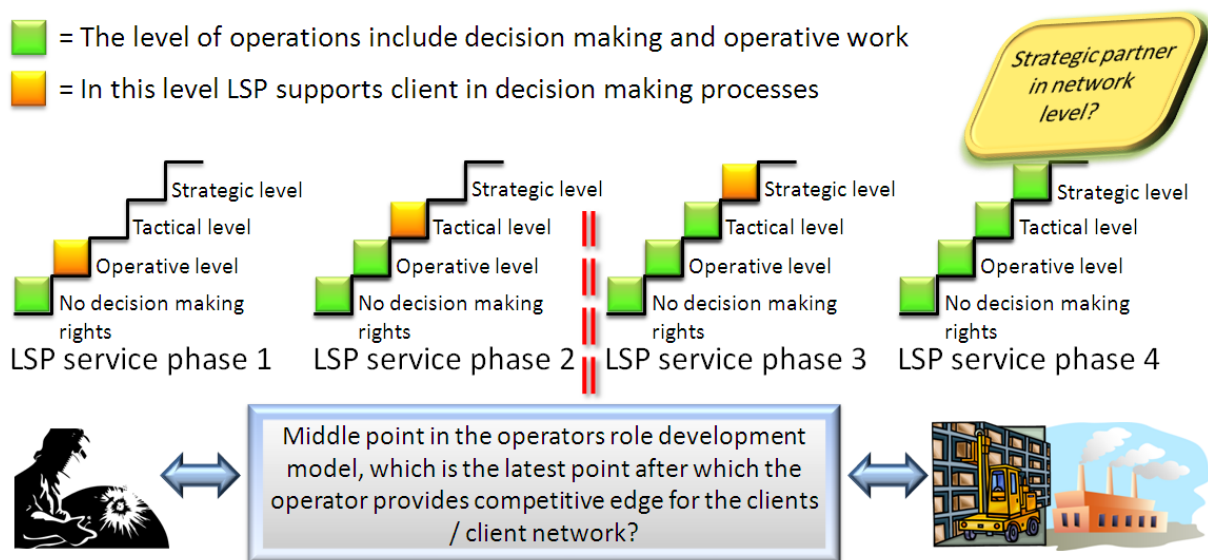 = The level of operations include decision making and operative work
= In this level LSP supports client in decision making processes
Strategic partner
in network
level?
Strategic level
Tactical level
Operative level
No decision making
rights
LSP service phase 1
Strategic level
Tactical level
Operative level
No decision making
rights
LSP service phase 2
Strategic level
Tactical level
Operative level
No decision making
rights
LSP service phase 3
Strategic level
Tactical level
Operative level
No decision making
rights
LSP service phase 4
Middle point in the operators role development
model, which is the latest point after which the
operator provides competitive edge for the clients
/ client network?